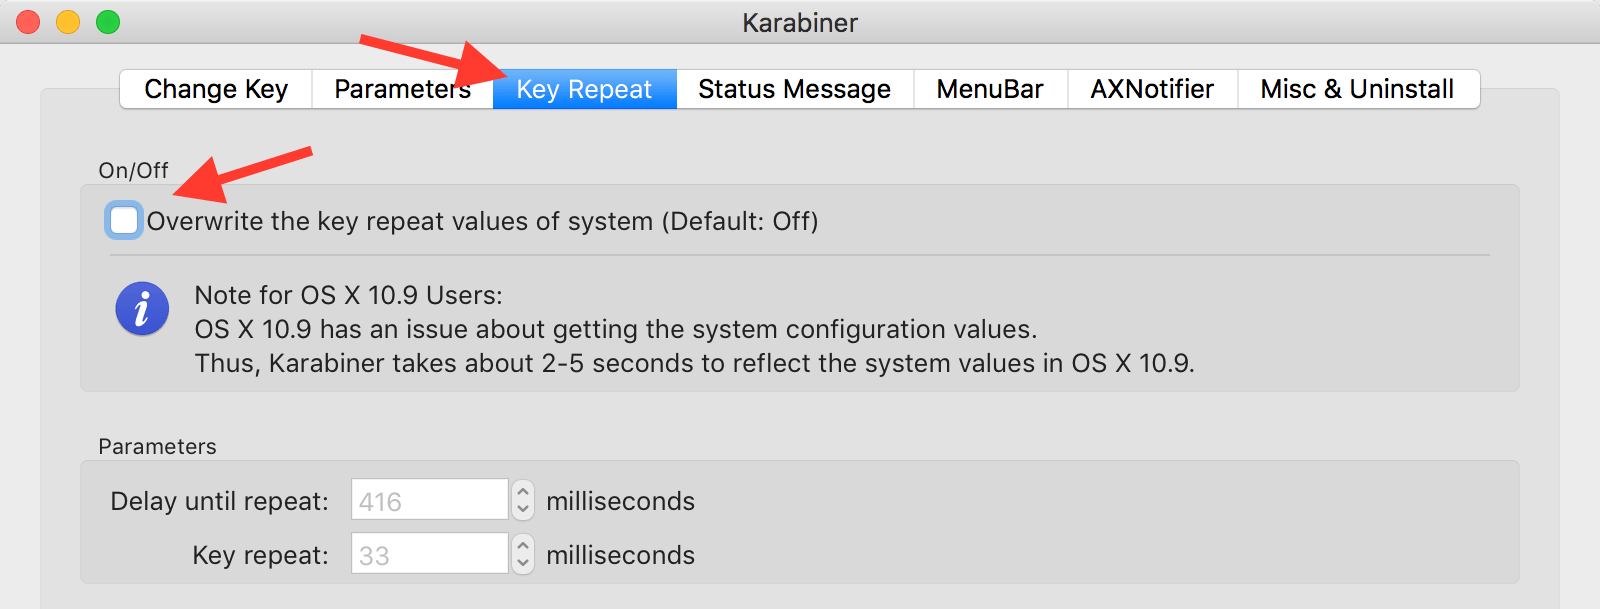 Karabiner
Change Key
Parameters
Key Repeat
Status Message
MenuBar
AXNotifier
Misc & Uninstall
On/Off
Overwrite the key repeat values of system (Default: Off)
i
Note for OS X 10.9 Users:
OS X 10.9 has an issue about getting the system configuration values.
Thus, Karabiner takes about 2-5 seconds to reflect the system values in OS X 10.9.
Parameters
Delay until repeat: 416 milliseconds
Key repeat: 33 milliseconds